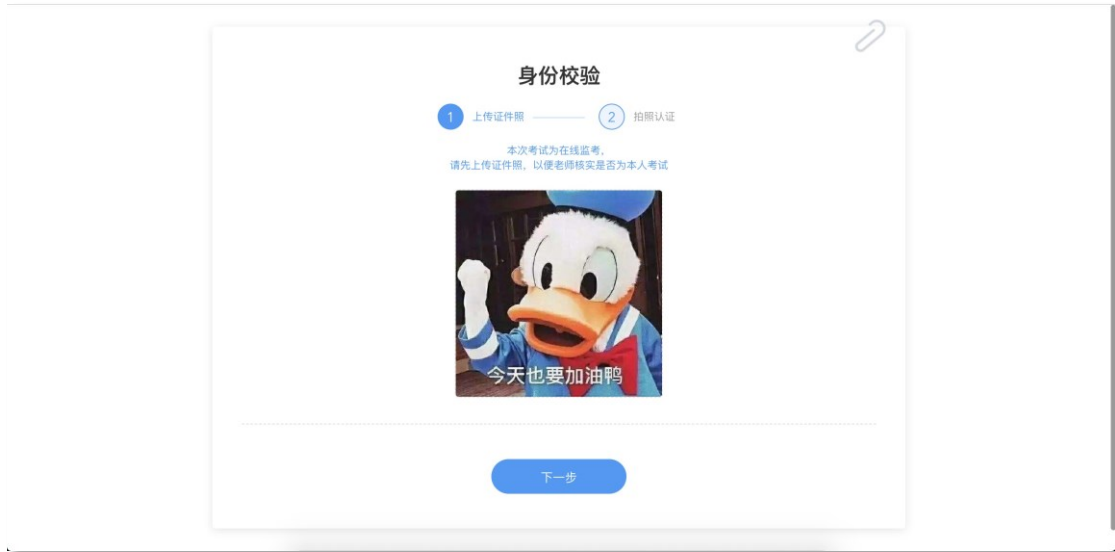 身份校验
1 上传证件照 2 拍照认证
本次考试为在线监考，
请先上传证件照，以便老师核实是否为本人考试
今天也要加油鸭
下一步